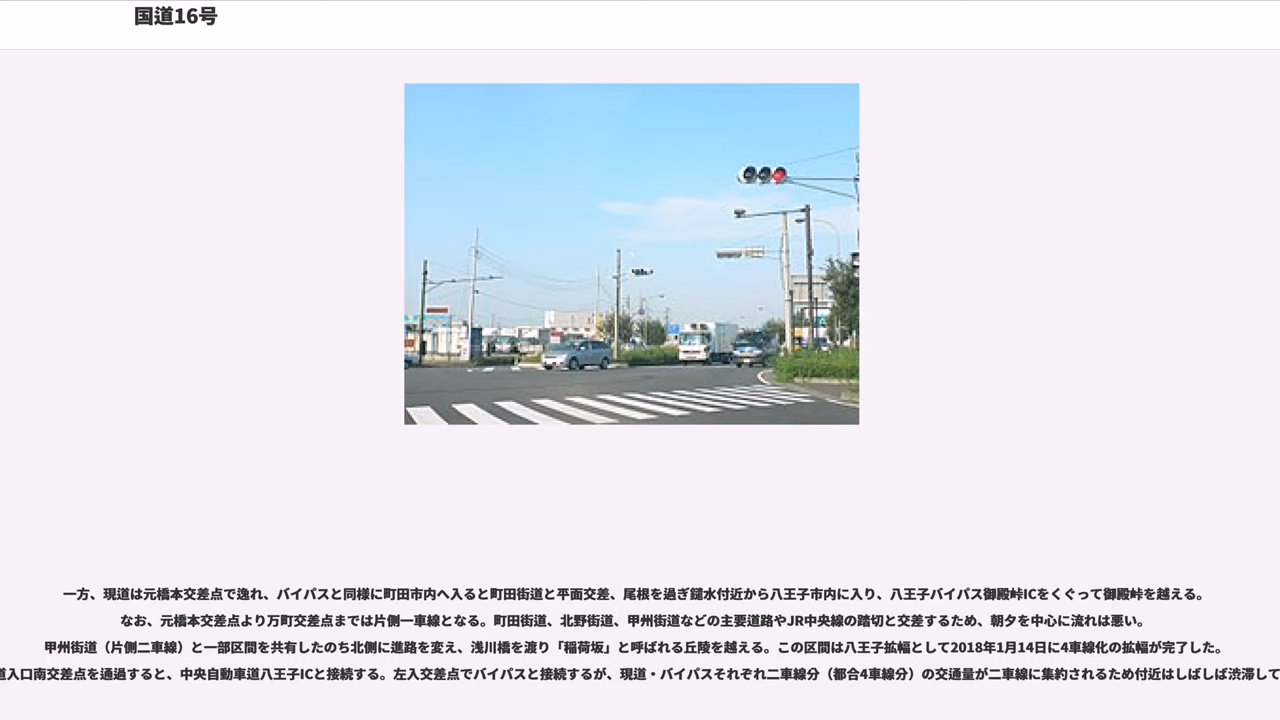 国道16号
一方、現道は元橋本交差点で逸れ、バイパスと同様に町田市内へ入ると町田街道と平面交差、尾根を過ぎ鑓水付近から八王子市内に入り、八王子バイパス御殿峠ICをくぐって御殿峠を越える。
なお、元橋本交差点より万町交差点までは片側一車線となる。町田街道、北野街道、甲州街道などの主要道路やJR中央線の踏切と交差するため、朝夕を中心に流れは悪い。
甲州街道（片側二車線）と一部区間を共有したのち北側に進路を変え、浅川橋を渡り「稲荷坂」と呼ばれる丘陵を越える。この区間は八王子拡幅として2018年1月14日に4車線化の拡幅が完了した。
道入口南交差点を通過すると、中央自動車道八王子ICと接続する。左入交差点でバイパスと接続するが、現道・バイパスそれぞれ二車線分（都合4車線分）の交通量が二車線に集約されるため付近はしばしば渋滞して